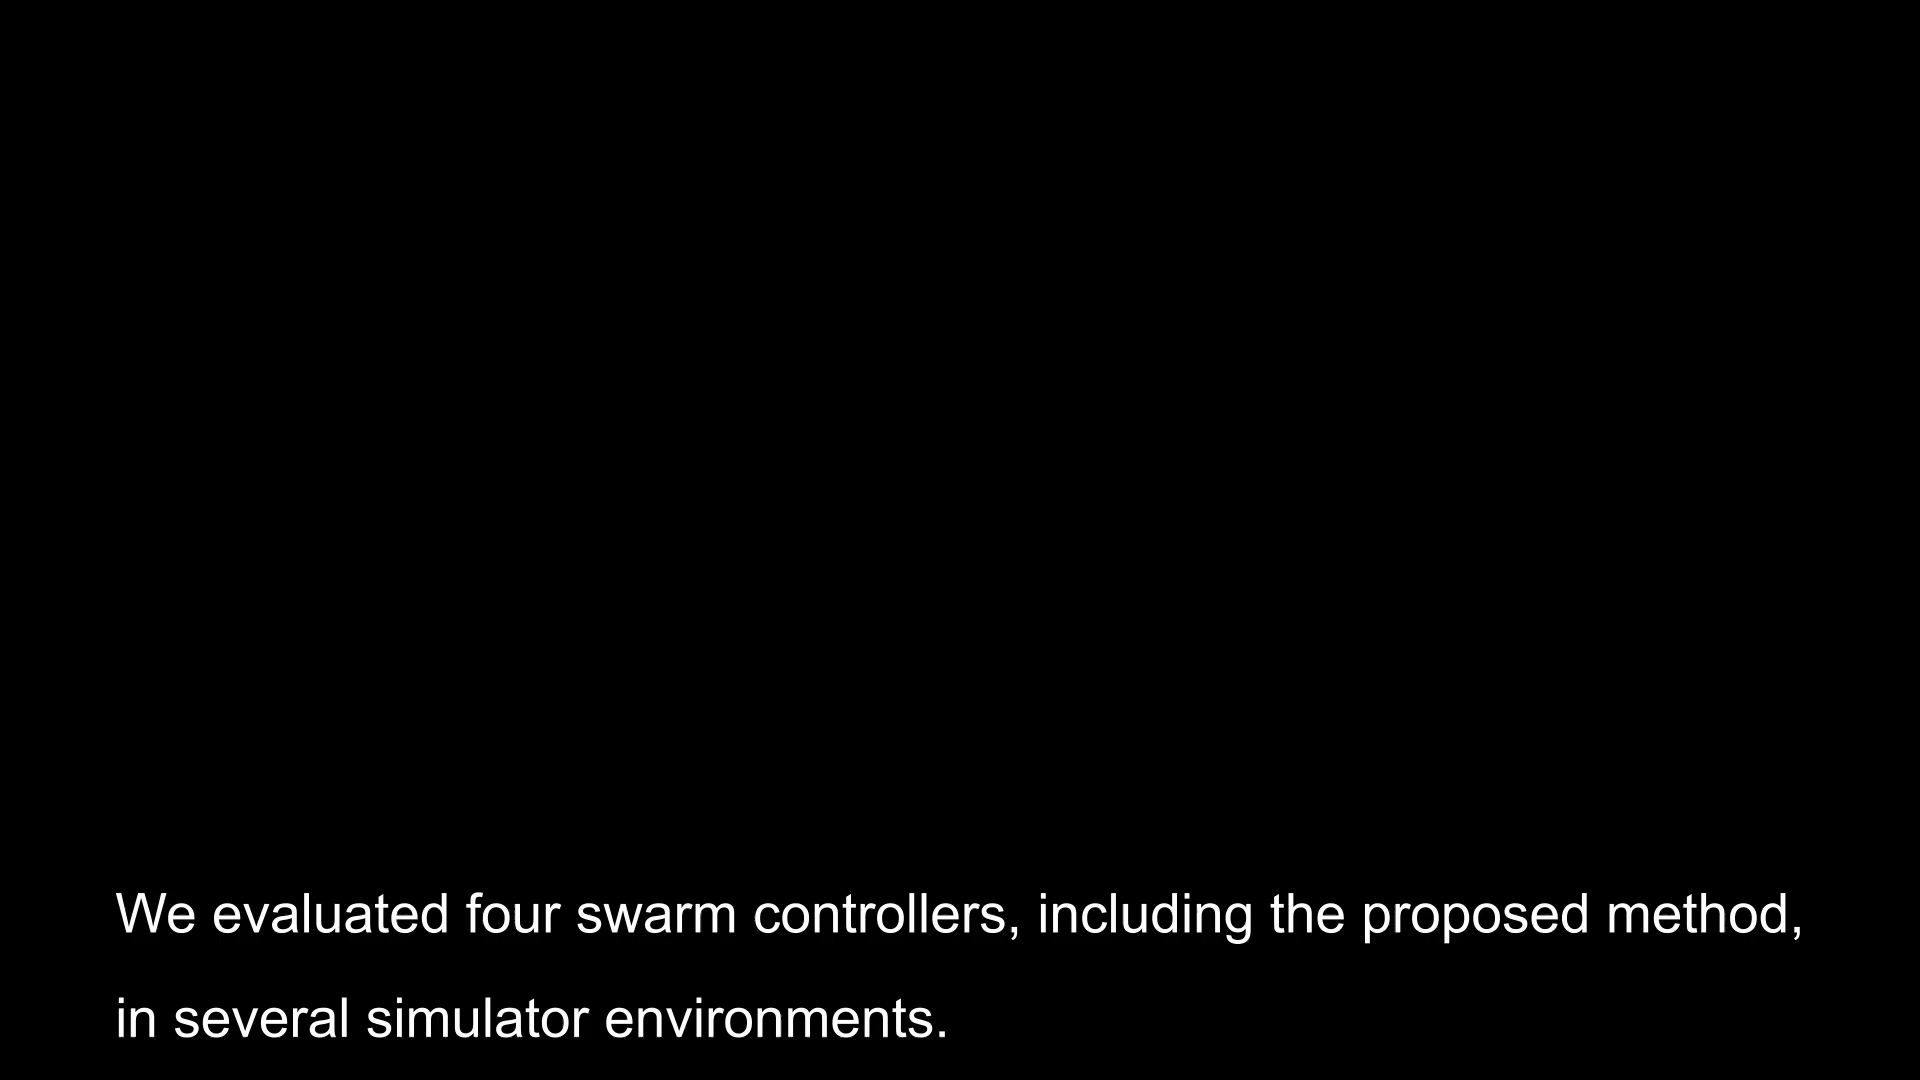 We evaluated four swarm controllers, including the proposed method,
in several simulator environments.